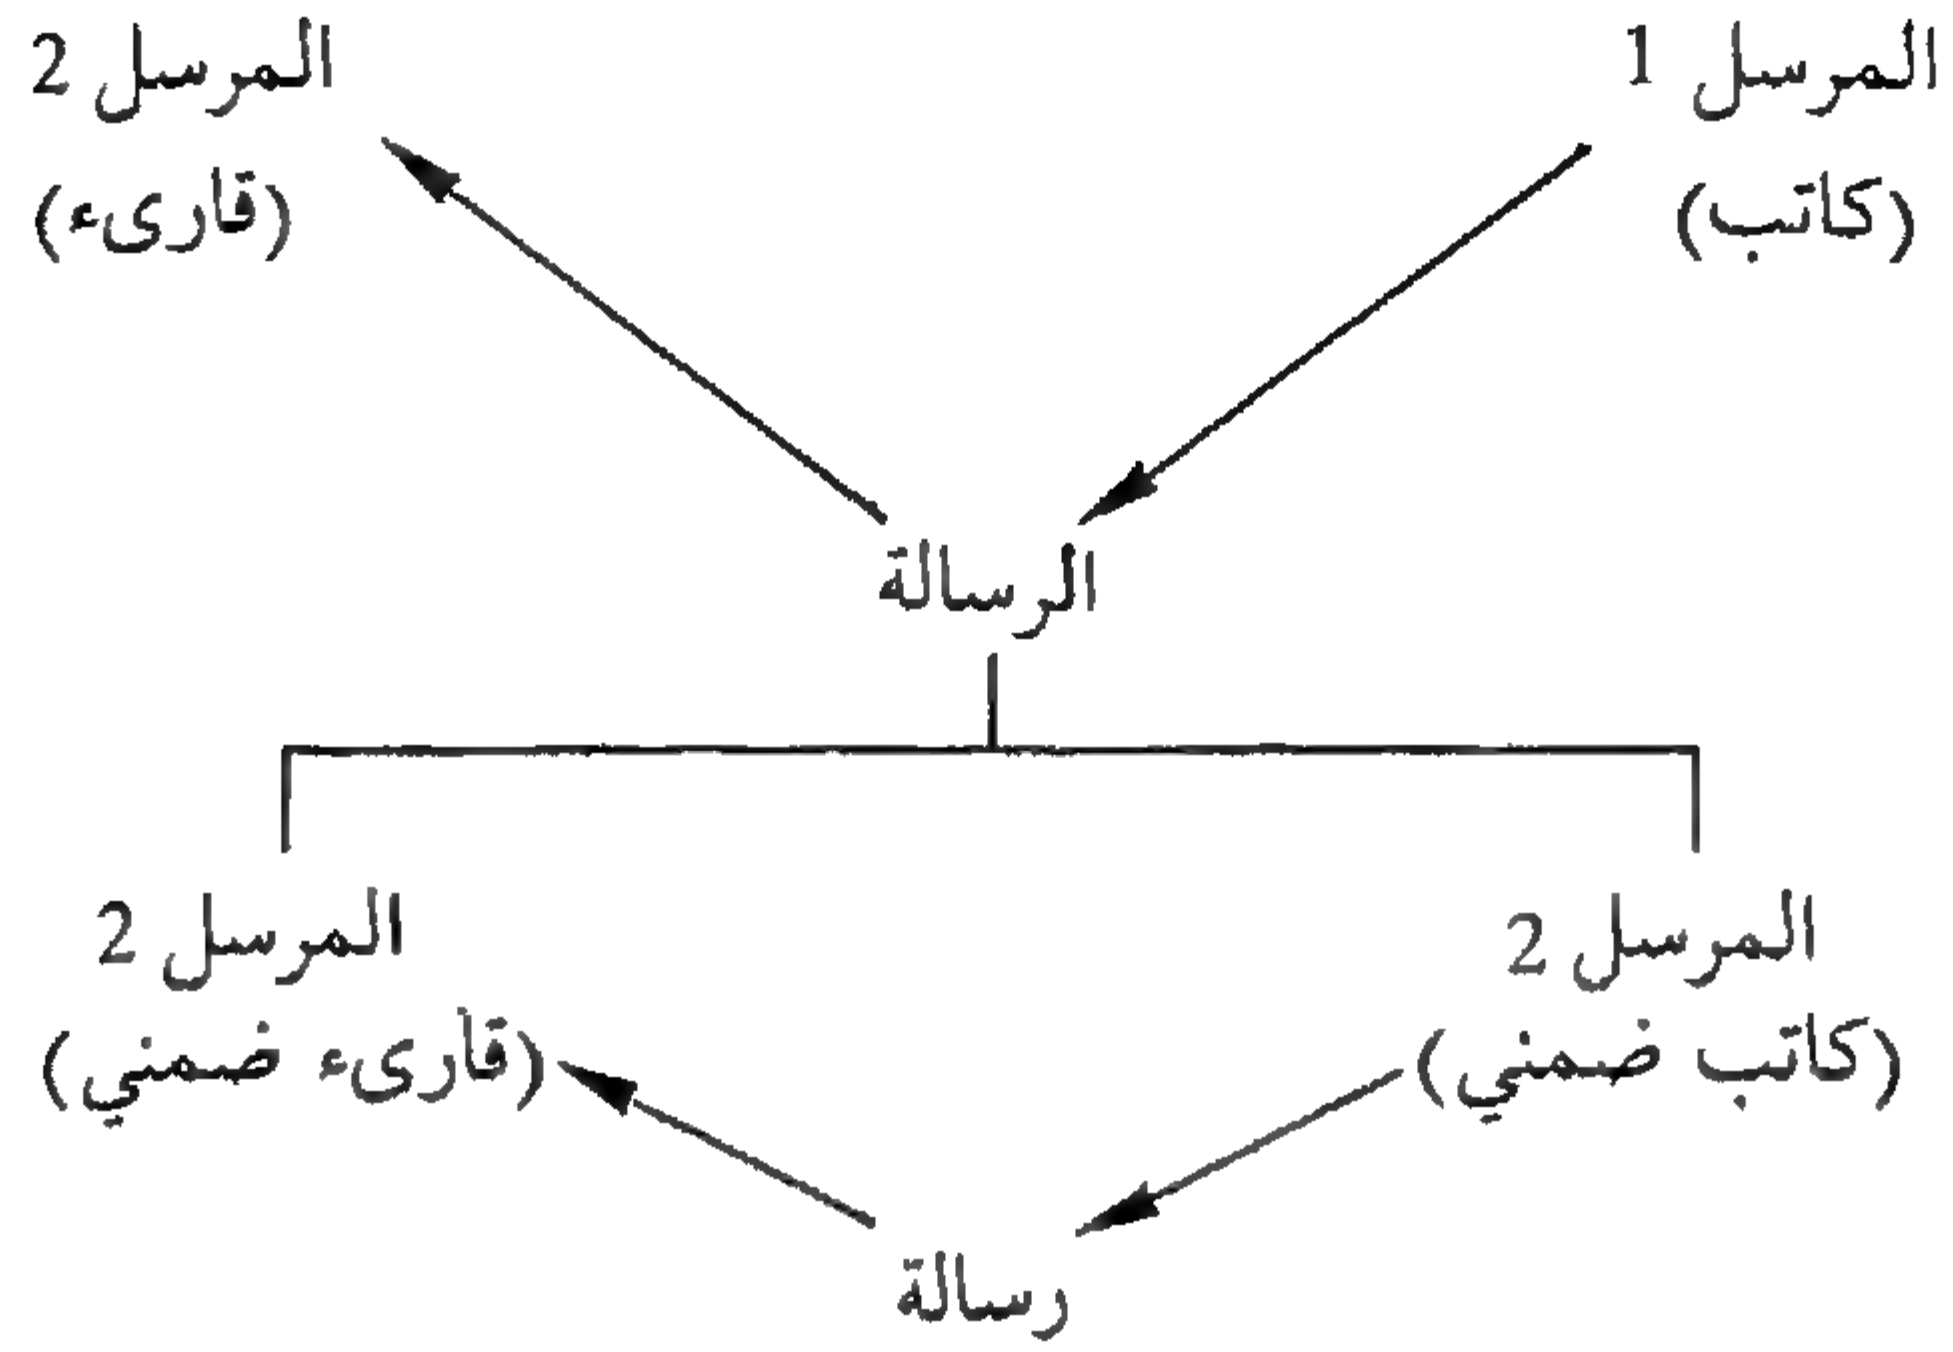 المرسل 1
(كاتب)
المرسل 2
(قارىء)
الرسالة
المرسل 2
(كاتب ضمني)
المرسل 2
(قارىء ضمني)
رسالة